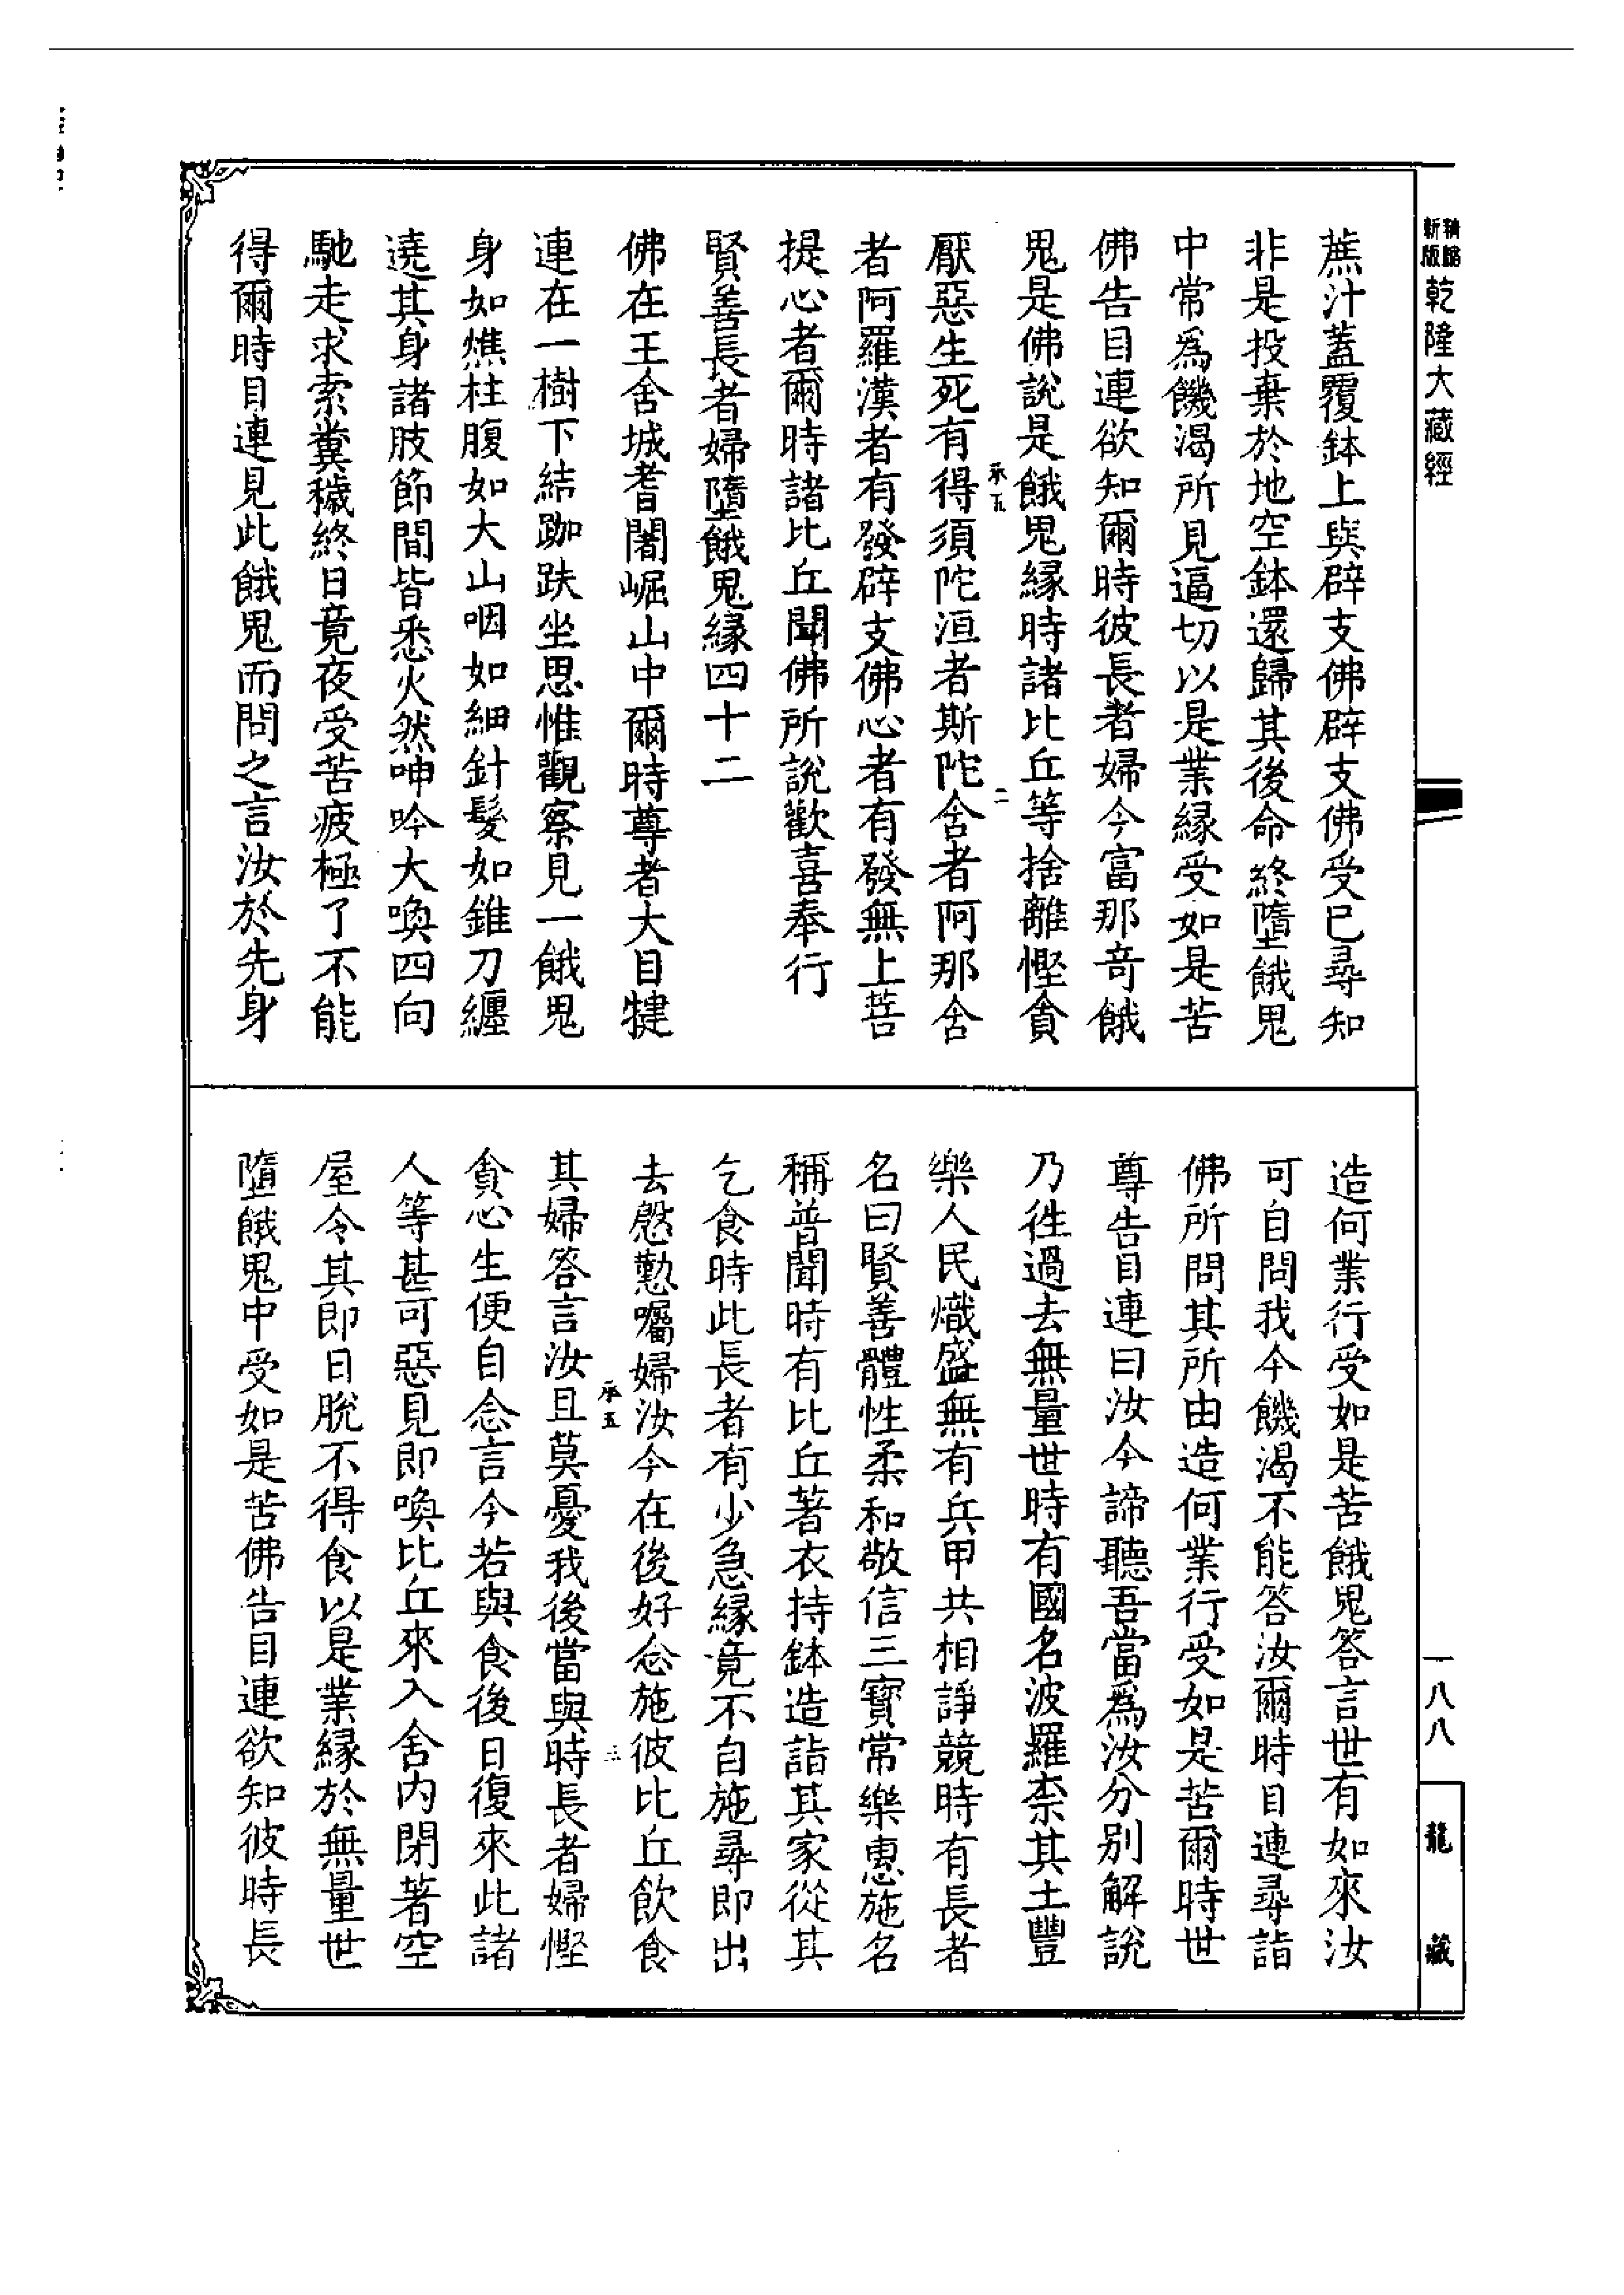 新版
精縮
乾隆大藏經
一八八
龍藏
蔗汁蓋覆鉢上與辟支佛辟支佛受已尋知
非是投棄於地空鉢還歸其後命終墮餓鬼
中常爲饑渴所見逼切以是業緣受如是苦
佛告目連欲知爾時彼長者婦今富那竒餓
鬼是佛說是餓鬼緣時諸比丘等捨離慳貪
厭惡生死有得須陀洹者斯陀舍者阿那含
者阿羅漢者有發辟支佛心者有發無上菩
提心者爾時諸比丘聞佛所說歡喜奉行
賢善長者婦墮餓鬼緣四十二
佛在王舍城耆闍崛山中爾時尊者大目犍
連在一樹下結跏趺坐思惟觀察見一餓鬼
身如燋柱腹如大山咽如細針髮如錐刀纏
遶其身諸肢節間皆悉火然呻吟大喚四向
馳走求索糞穢終日竟夜受苦疲極了不能
得爾時目連見此餓鬼而問之言汝於先身
承五
二
造何業行受如是苦餓鬼答言世有如來汝
可自問我今饑渴不能答汝爾時目連尋詣
佛所問其所由造何業行受如是苦爾時世
尊告目連曰汝今諦聽吾當爲汝分别解說
乃徃過去無量世時有國名波羅柰其土豐
樂人民熾盛無有兵甲共相諍競時有長者
名曰賢善體性柔和敬信三寳常樂惠施名
稱普聞時有比丘著衣持鉢造詣其家從其
乞食時此長者有少急緣竟不自施尋即出
去慇懃囑婦汝今在後好念施彼比丘飲食
其婦答言汝且莫憂我後當與時長者婦慳
貪心生便自念言今若與食後日復來此諸
人等甚可惡見即喚比丘來入舍内閉著空
屋令其即日脫不得食以是業緣於無量世
墮餓鬼中受如是苦佛告目連欲知彼時長
承五
三